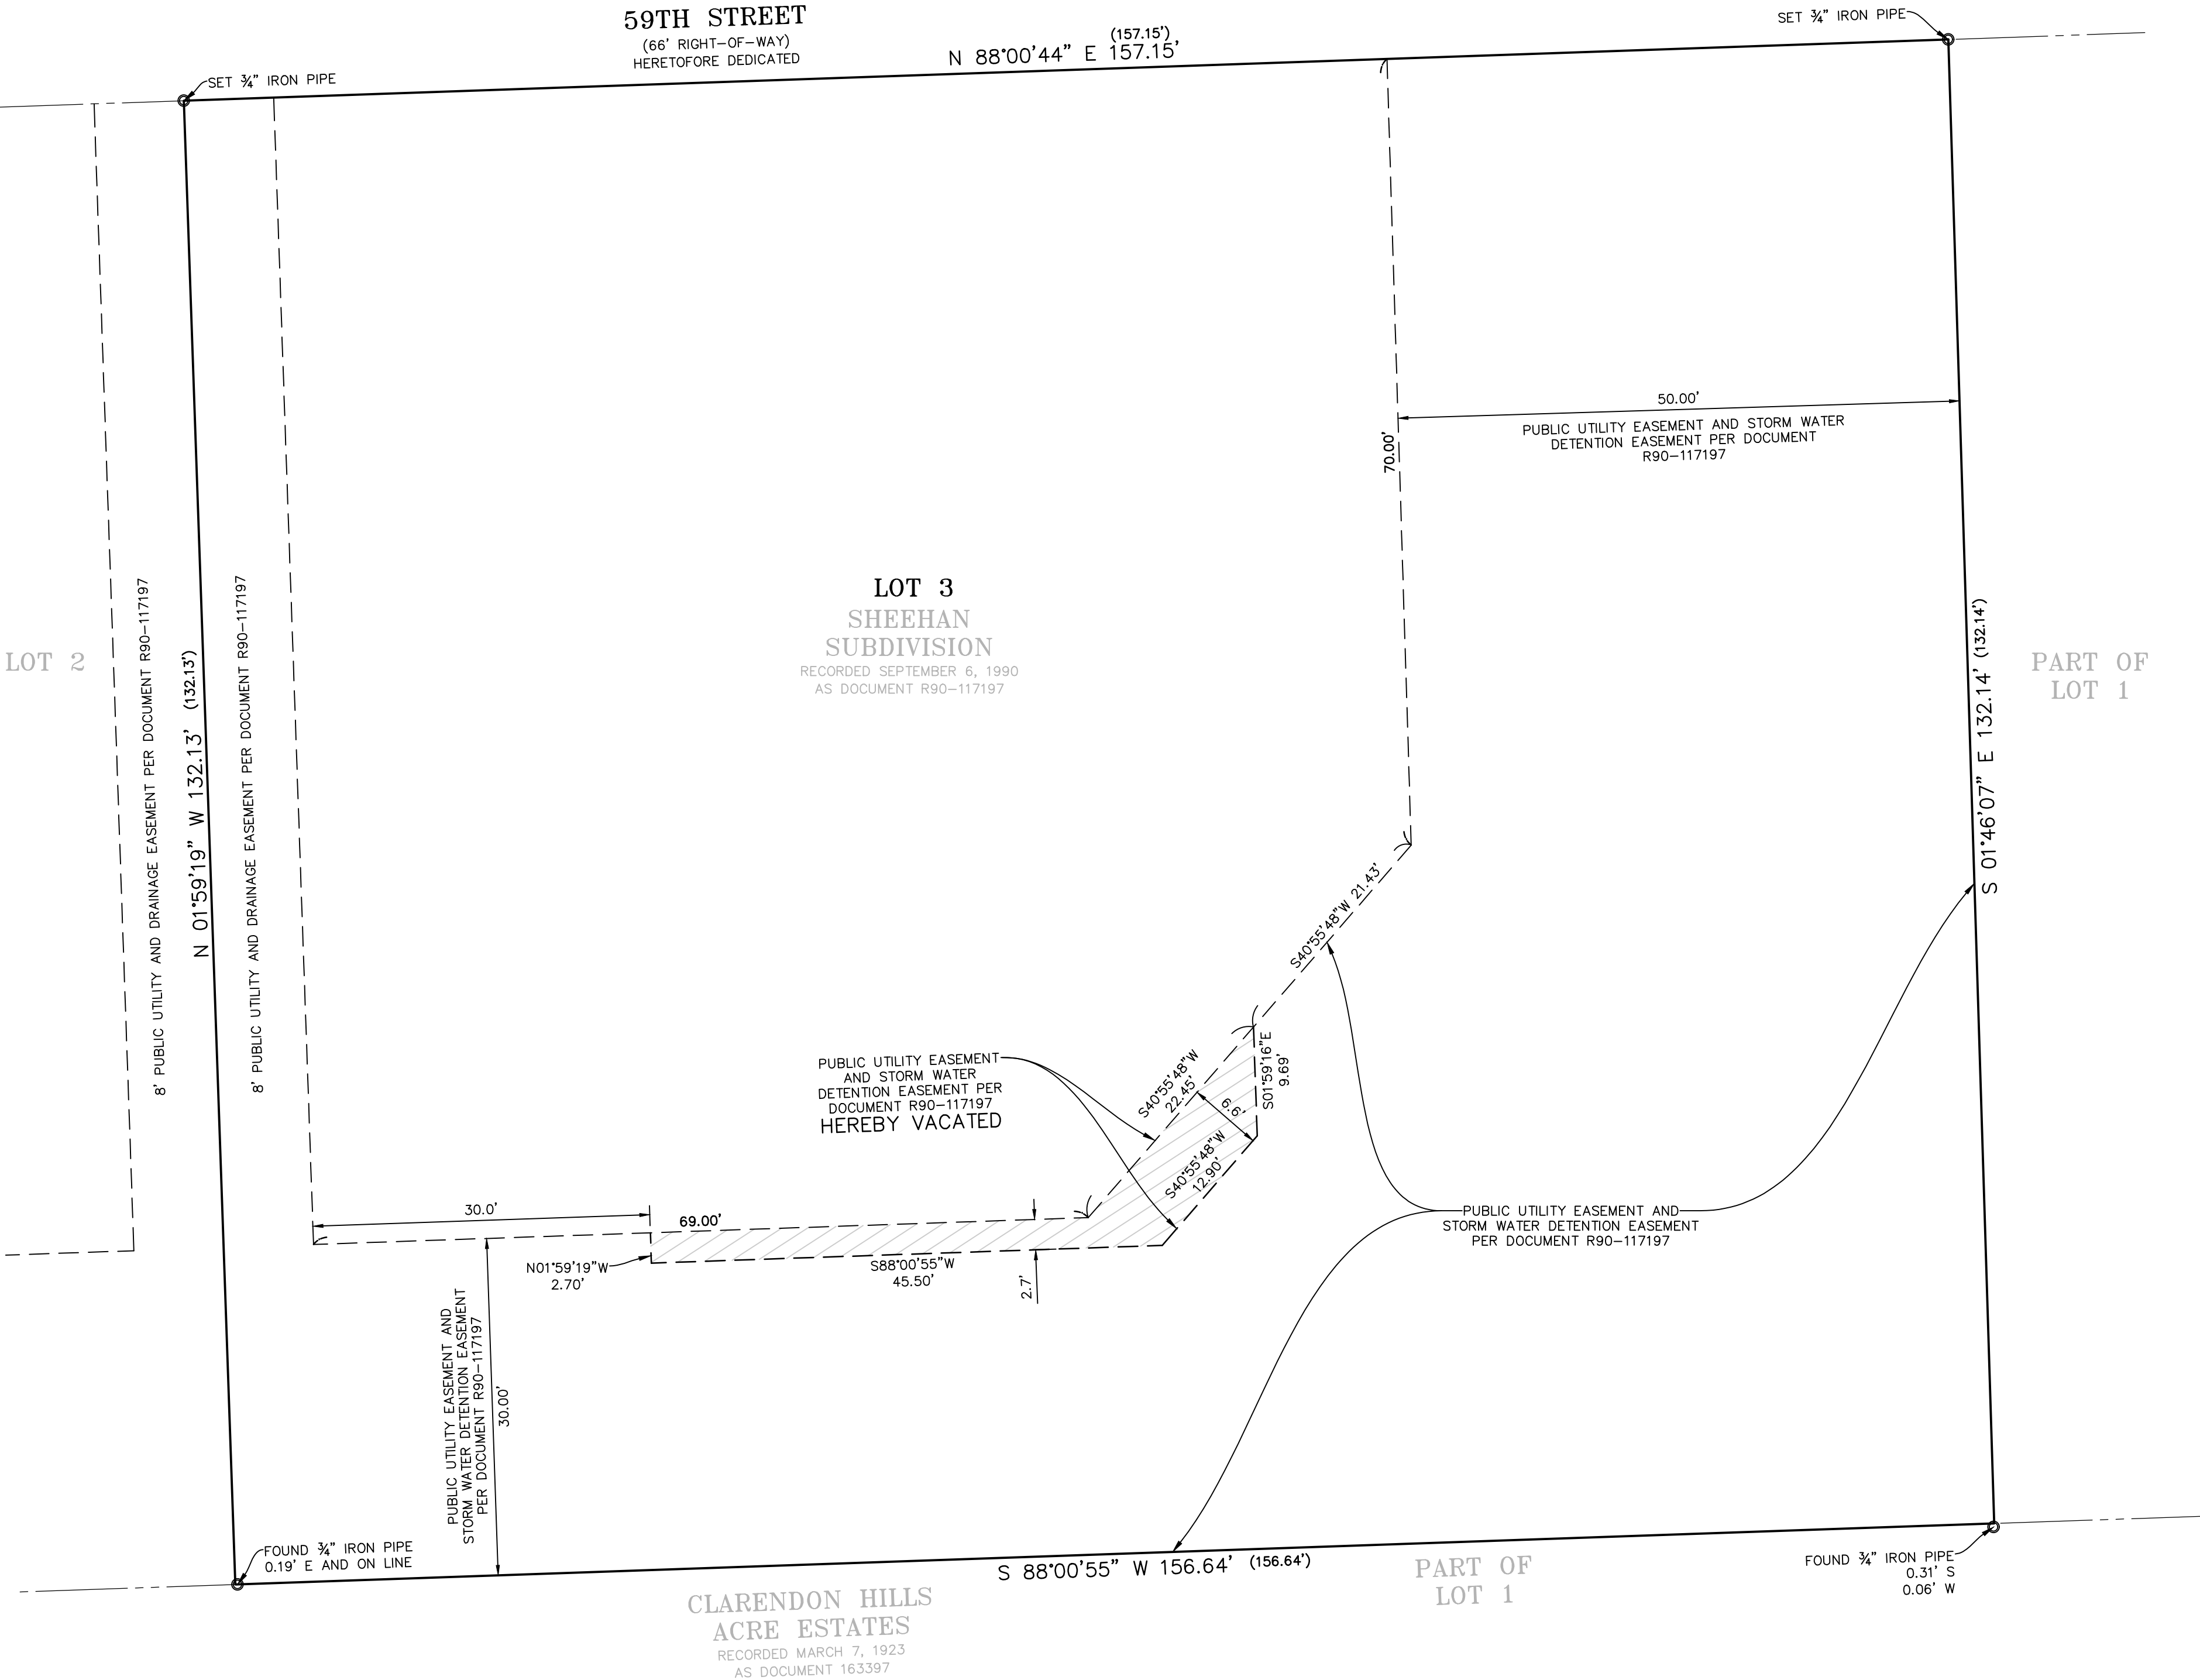 59TH STREET
(66' RIGHT-OF-WAY)
HERETOFORE DEDICATED
(157.15')
N 88°00'44" E 157.15'
SET ¾" IRON PIPE
SET ¾" IRON PIPE
50.00'
PUBLIC UTILITY EASEMENT AND STORM WATER
DETENTION EASEMENT PER DOCUMENT
R90-117197
70.00'
LOT 3
SHEEHAN
SUBDIVISION
RECORDED SEPTEMBER 6, 1990
AS DOCUMENT R90-117197
LOT 2
8' PUBLIC UTILITY AND DRAINAGE EASEMENT PER DOCUMENT R90-117197
N 01°59'19" W 132.13' (132.13')
8' PUBLIC UTILITY AND DRAINAGE EASEMENT PER DOCUMENT R90-117197
S 01°46'07" E 132.14' (132.14')
PART OF
LOT 1
S40°55'48"W 21.43'
PUBLIC UTILITY EASEMENT
AND STORM WATER
DETENTION EASEMENT PER
DOCUMENT R90-117197
HEREBY VACATED
S40°55'48"W
22.45'
S01°59'16"E
9.69'
6.6'
S40°55'48"W
12.90'
30.0'
69.00'
N01°59'19"W
2.70'
S88°00'55"W
45.50'
2.7'
PUBLIC UTILITY EASEMENT AND
STORM WATER DETENTION EASEMENT
PER DOCUMENT R90-117197
PUBLIC UTILITY EASEMENT AND
STORM WATER DETENTION EASEMENT
PER DOCUMENT R90-117197
30.00'
FOUND ¾" IRON PIPE
0.19' E AND ON LINE
S 88°00'55" W 156.64' (156.64')
PART OF
LOT 1
FOUND ¾" IRON PIPE
0.31' S
0.06' W
CLARENDON HILLS
ACRE ESTATES
RECORDED MARCH 7, 1923
AS DOCUMENT 163397